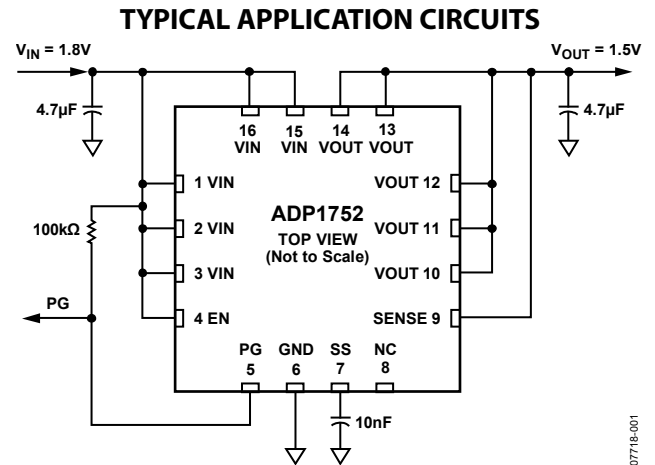 TYPICAL APPLICATION CIRCUITS
VIN = 1.8V
VOUT = 1.5V
4.7µF
4.7µF
16 15 14 13
VIN VIN VOUT VOUT
1 VIN
VOUT 12
ADP1752
TOP VIEW
(Not to Scale)
100kΩ
2 VIN
VOUT 11
3 VIN
VOUT 10
PG
4 EN
SENSE 9
PG GND SS NC
5 6 7 8
10nF
07718-001